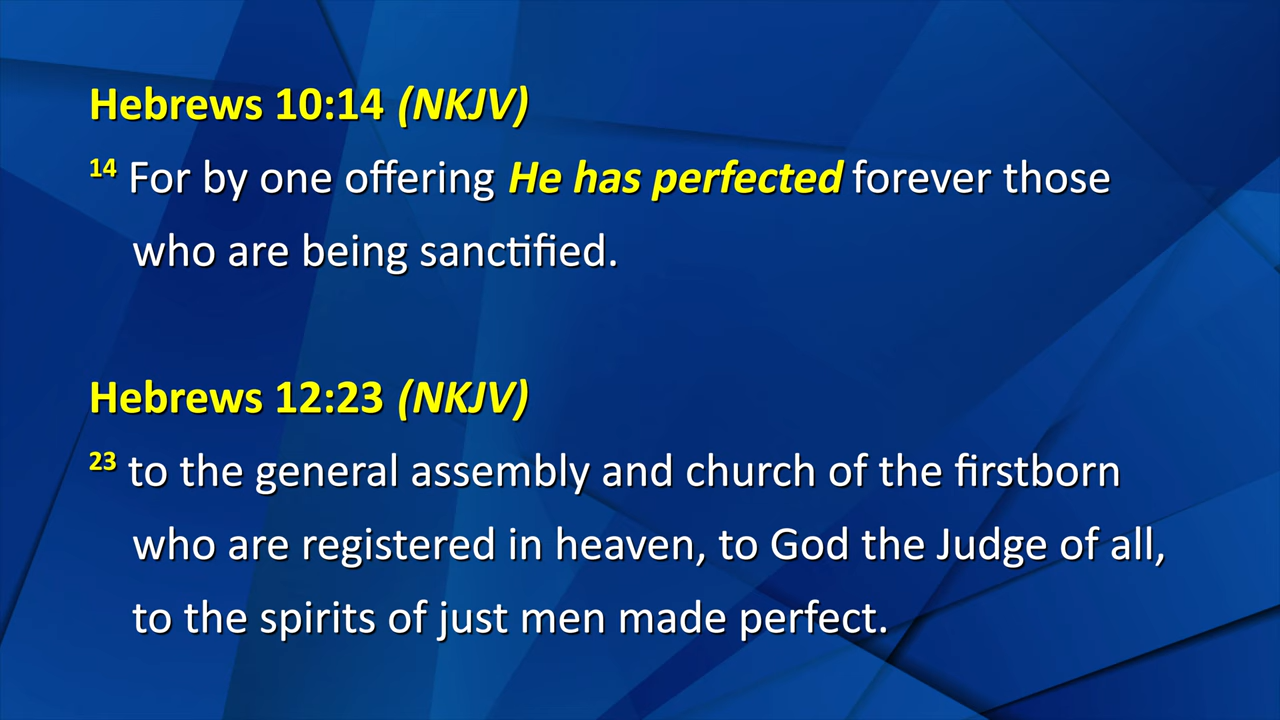 Hebrews 10:14 (NKJV)
14 For by one offering He has perfected forever those
who are being sanctified.
Hebrews 12:23 (NKJV)
23 to the general assembly and church of the firstborn
who are registered in heaven, to God the Judge of all,
to the spirits of just men made perfect.